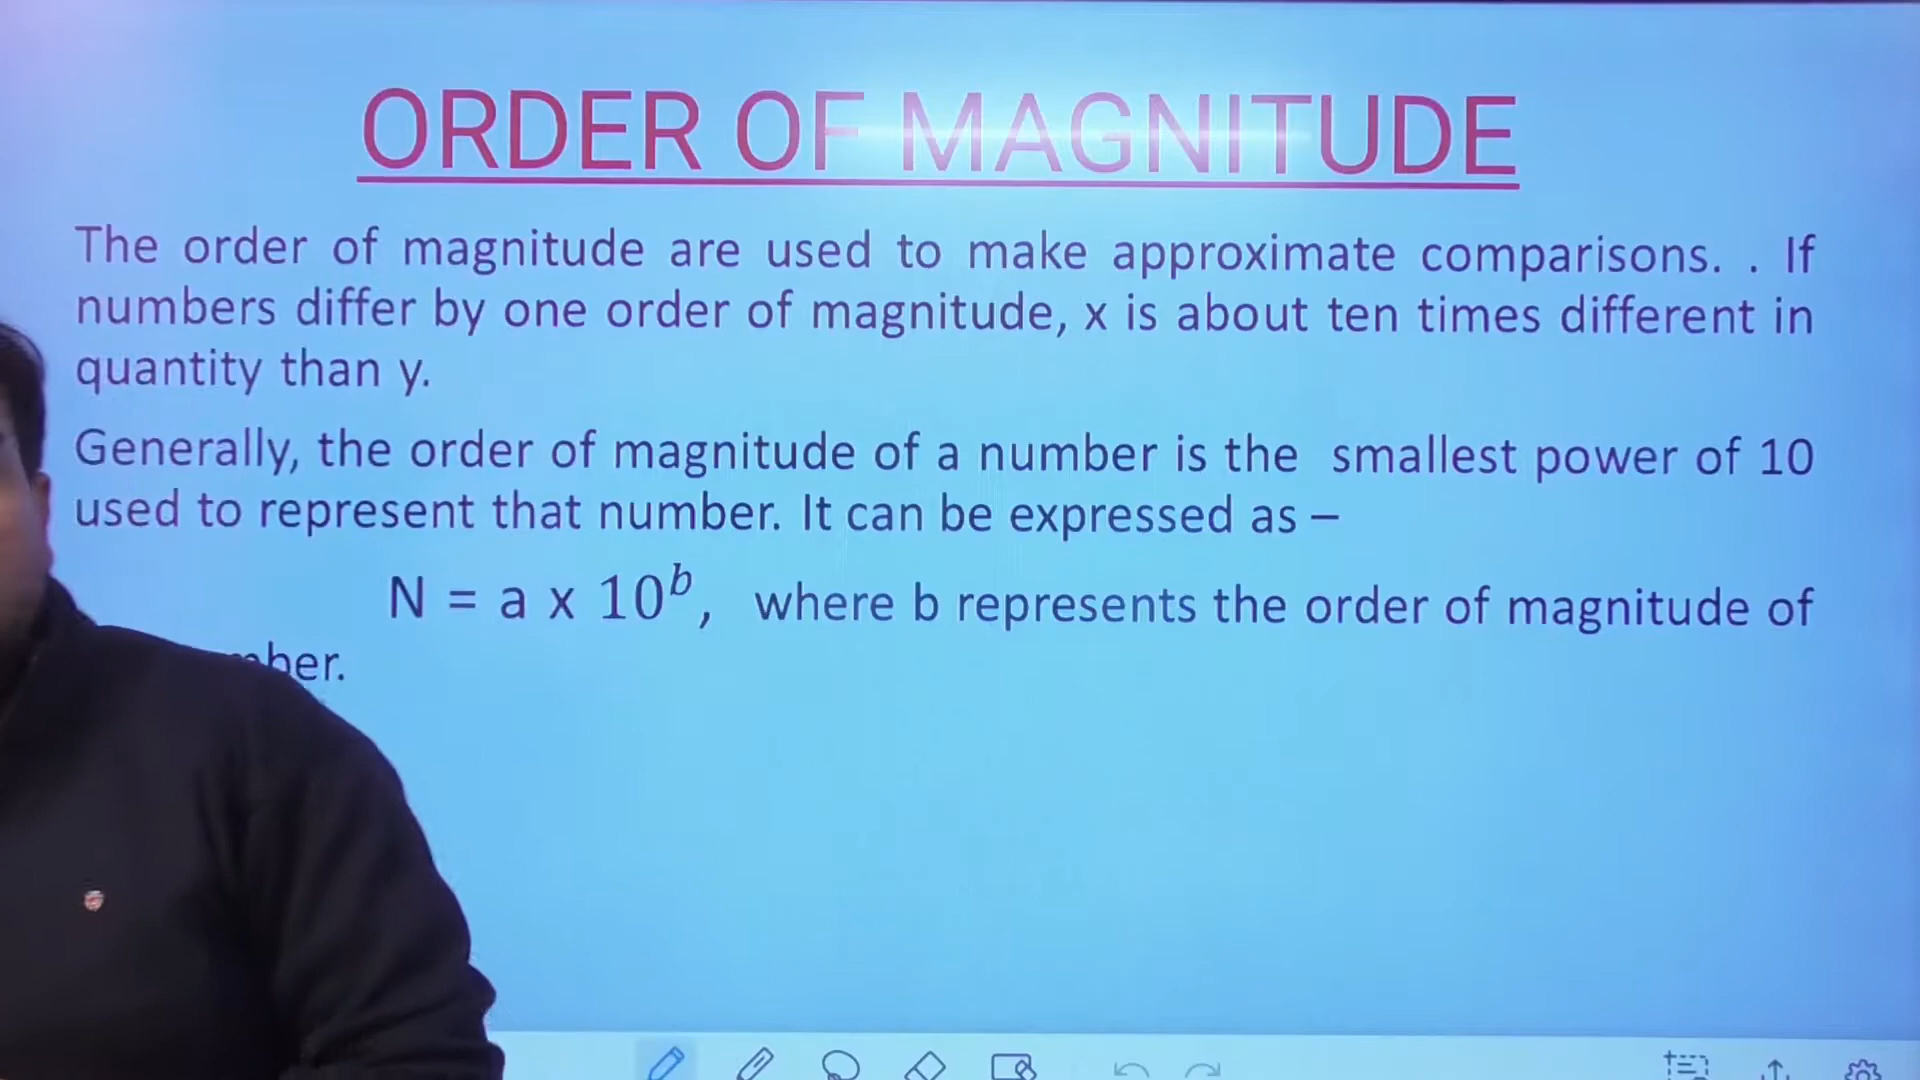 ORDER OF MAGNITUDE
The order of magnitude are used to make approximate comparisons. . If
numbers differ by one order of magnitude, x is about ten times different in
quantity than y.
Generally, the order of magnitude of a number is the smallest power of 10
used to represent that number. It can be expressed as –
N = a x 10^b, where b represents the order of magnitude of